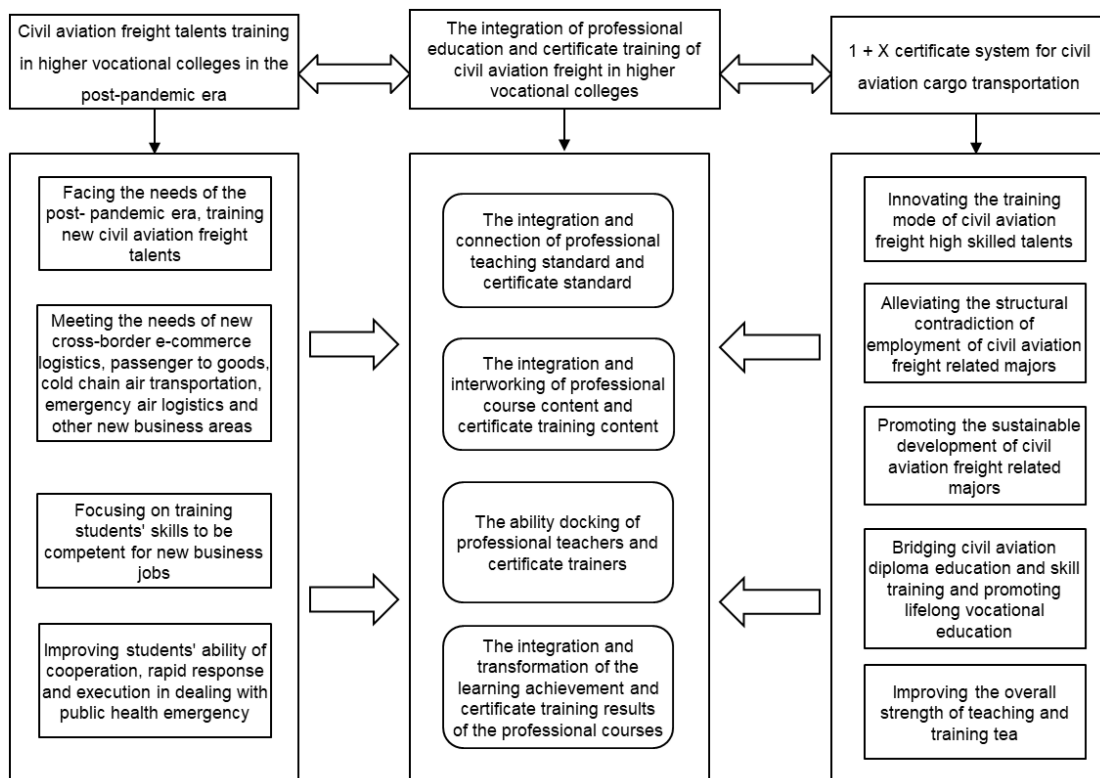 Civil aviation freight talents training
in higher vocational colleges in the
post-pandemic era
The integration of professional
education and certificate training of
civil aviation freight in higher
vocational colleges
1 + X certificate system for civil
aviation cargo transportation
Facing the needs of the
post- pandemic era, training
new civil aviation freight
talents
Meeting the needs of new
cross-border e-commerce
logistics, passenger to goods,
cold chain air transportation,
emergency air logistics and
other new business areas
Focusing on training
students' skills to be
competent for new business
jobs
Improving students' ability of
cooperation, rapid response
and execution in dealing with
public health emergency
The integration and
connection of professional
teaching standard and
certificate standard
The integration and
interworking of professional
course content and
certificate training content
The ability docking of
professional teachers and
certificate trainers
The integration and
transformation of the
learning achievement and
certificate training results
of the professional courses
Innovating the training
mode of civil aviation
freight high skilled talents
Alleviating the structural
contradiction of
employment of civil aviation
freight related majors
Promoting the sustainable
development of civil
aviation freight related
majors
Bridging civil aviation
diploma education and skill
training and promoting
lifelong vocational
education
Improving the overall
strength of teaching and
training tea